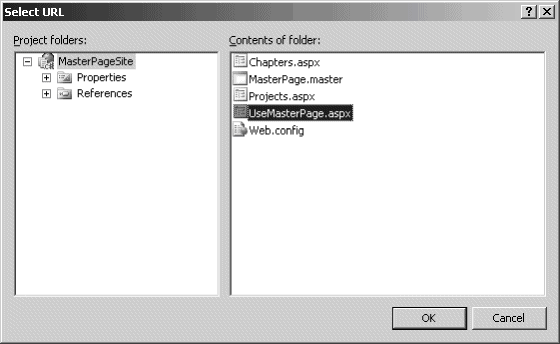 Select URL
Project folders:
MasterPageSite
Properties
References
Contents of folder:
Chapters.aspx
MasterPage.master
Projects.aspx
UseMasterPage.aspx
Web.config
OK
Cancel